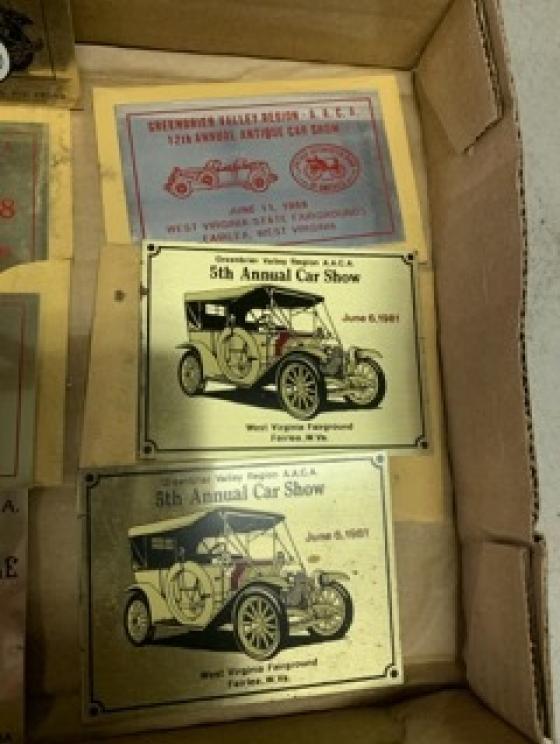 GREENBRIER VALLEY REGION - A. A. C. A.
12th ANNUAL ANTIQUE CAR SHOW
JUNE 11, 1988
WEST VIRGINIA STATE FAIRGROUNDS
FAIRLEA, WEST VIRGINIA
Greenbrier Valley Region A.A.C.A.
5th Annual Car Show
June 6, 1981
West Virginia Fairground
Fairlea, W. Va.
Greenbrier Valley Region A.A.C.A.
5th Annual Car Show
June 6, 1981
West Virginia Fairground
Fairlea, W. Va.
8
A.
E